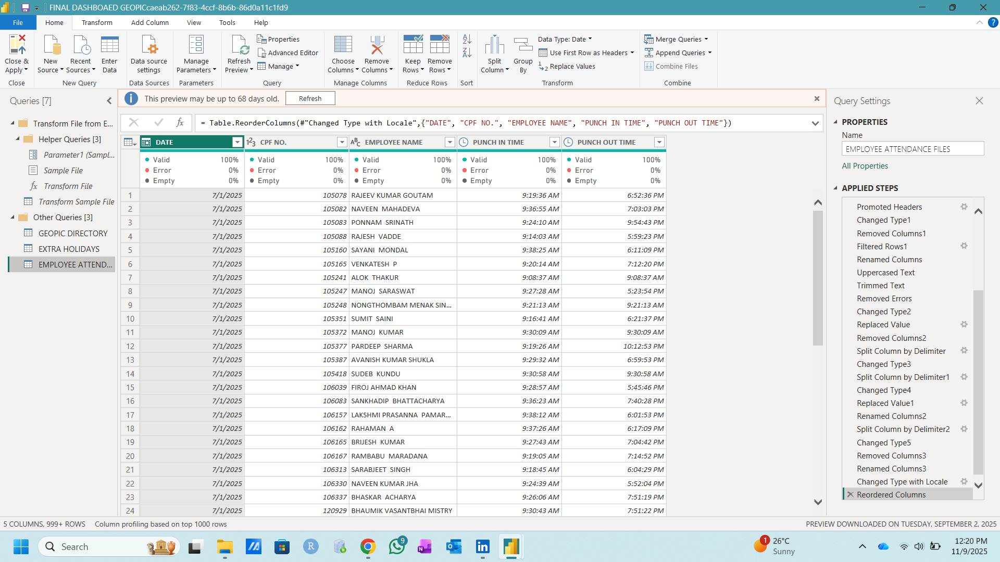 FINAL DASHBOAED GEOPICcaeab262-7f83-4ccf-8b6b-86d0a11c1fd9
File Home Transform Add Column View Tools Help
Close & Apply
Close
New Source
Recent Sources
Enter Data
New Query
Data source settings
Data Sources
Manage Parameters
Parameters
Refresh Preview
Properties
Advanced Editor
Manage
Query
Choose Columns
Remove Columns
Manage Columns
Keep Rows
Remove Rows
Reduce Rows
Sort
Split Column
Group By
Data Type: Date
Use First Row as Headers
Replace Values
Transform
Merge Queries
Append Queries
Combine Files
Combine
Queries [7]
Transform File from E...
Helper Queries [3]
Parameter1 (Sampl...
Sample File
fx Transform File
Transform Sample File
Other Queries [3]
GEOPIC DIRECTORY
EXTRA HOLIDAYS
EMPLOYEE ATTEND...
This preview may be up to 68 days old. Refresh
fx = Table.ReorderColumns(#"Changed Type with Locale",{"DATE", "CPF NO.", "EMPLOYEE NAME", "PUNCH IN TIME", "PUNCH OUT TIME"})
DATE 123 CPF NO. ABC EMPLOYEE NAME PUNCH IN TIME PUNCH OUT TIME
Valid 100% Valid 100% Valid 100% Valid 100% Valid 100%
Error 0% Error 0% Error 0% Error 0% Error 0%
Empty 0% Empty 0% Empty 0% Empty 0% Empty 0%
1 7/1/2025 105078 RAJEEV KUMAR GOUTAM 9:19:36 AM 6:52:36 PM
2 7/1/2025 105082 NAVEEN MAHADEVA 9:36:55 AM 7:03:03 PM
3 7/1/2025 105083 PONNAM SRINATH 9:24:10 AM 9:54:43 PM
4 7/1/2025 105088 RAJESH VADDE 9:14:03 AM 5:59:23 PM
5 7/1/2025 105160 SAYANI MONDAL 9:38:25 AM 6:11:09 PM
6 7/1/2025 105165 VENKATESH P 9:20:14 AM 7:12:20 PM
7 7/1/2025 105241 ALOK THAKUR 9:08:37 AM 9:08:37 AM
8 7/1/2025 105247 MANOJ SARASWAT 9:27:28 AM 5:23:54 PM
9 7/1/2025 105248 NONGTHOMBAM MENAK SIN... 9:21:13 AM 9:21:13 AM
10 7/1/2025 105351 SUMIT SAINI 9:16:41 AM 6:21:37 PM
11 7/1/2025 105372 MANOJ KUMAR 9:30:09 AM 9:30:09 AM
12 7/1/2025 105377 PARDEEP SHARMA 9:19:26 AM 10:12:53 PM
13 7/1/2025 105387 AVANISH KUMAR SHUKLA 9:29:32 AM 6:59:53 PM
14 7/1/2025 105418 SUDEB KUNDU 9:30:58 AM 9:30:58 AM
15 7/1/2025 106039 FIROJ AHMAD KHAN 9:28:57 AM 5:45:46 PM
16 7/1/2025 106083 SANKHADIP BHATTACHARYA 9:36:23 AM 7:40:28 PM
17 7/1/2025 106157 LAKSHMI PRASANNA PAMAR... 9:38:12 AM 6:01:53 PM
18 7/1/2025 106162 RAHAMAN A 9:37:26 AM 6:17:09 PM
19 7/1/2025 106165 BRIJESH KUMAR 9:27:43 AM 7:04:42 PM
20 7/1/2025 106167 RAMBABU MARADANA 9:19:05 AM 7:14:52 PM
21 7/1/2025 106313 SARABJEET SINGH 9:18:45 AM 6:04:29 PM
22 7/1/2025 106330 NAVEEN KUMAR JHA 9:24:39 AM 5:52:04 PM
23 7/1/2025 106337 BHASKAR ACHARYA 9:26:06 AM 7:51:19 PM
24 7/1/2025 120929 BHAUMIK VASANTBHAI MISTRY 9:30:43 AM 7:51:22 PM
Query Settings
PROPERTIES
Name
EMPLOYEE ATTENDANCE FILES
All Properties
APPLIED STEPS
Promoted Headers
Changed Type1
Removed Columns1
Filtered Rows1
Renamed Columns
Uppercased Text
Trimmed Text
Removed Errors
Changed Type2
Replaced Value
Removed Columns2
Split Column by Delimiter
Changed Type3
Split Column by Delimiter1
Changed Type4
Replaced Value1
Renamed Columns2
Split Column by Delimiter2
Changed Type5
Removed Columns3
Renamed Columns3
Changed Type with Locale
Reordered Columns
5 COLUMNS, 999+ ROWS Column profiling based on top 1000 rows PREVIEW DOWNLOADED ON TUESDAY, SEPTEMBER 2, 2025
Search
R
9
N
in
1
26°C
Sunny
12:20 PM
11/9/2025